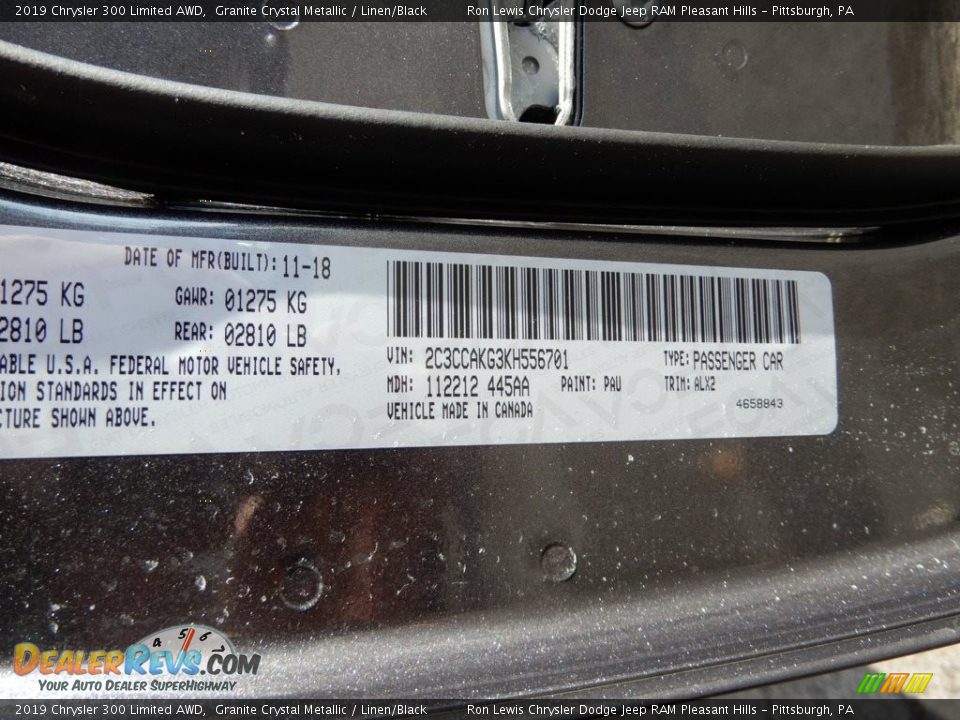 2019 Chrysler 300 Limited AWD, Granite Crystal Metallic / Linen/Black Ron Lewis Chrysler Dodge Jeep RAM Pleasant Hills - Pittsburgh, PA
DATE OF MFR(BUILT): 11-18
1275 KG GAWR: 01275 KG
2810 LB REAR: 02810 LB
ABLE U.S.A. FEDERAL MOTOR VEHICLE SAFETY,
ION STANDARDS IN EFFECT ON
CTURE SHOWN ABOVE.
VIN: 2C3CCAKG3KH556701 TYPE: PASSENGER CAR
MDH: 112212 445AA PAINT: PAU TRIM: ALX2
VEHICLE MADE IN CANADA
4658843
4 5 6
DealerRevs.com
Your Auto Dealer SuperHighway
2019 Chrysler 300 Limited AWD, Granite Crystal Metallic / Linen/Black Ron Lewis Chrysler Dodge Jeep RAM Pleasant Hills - Pittsburgh, PA